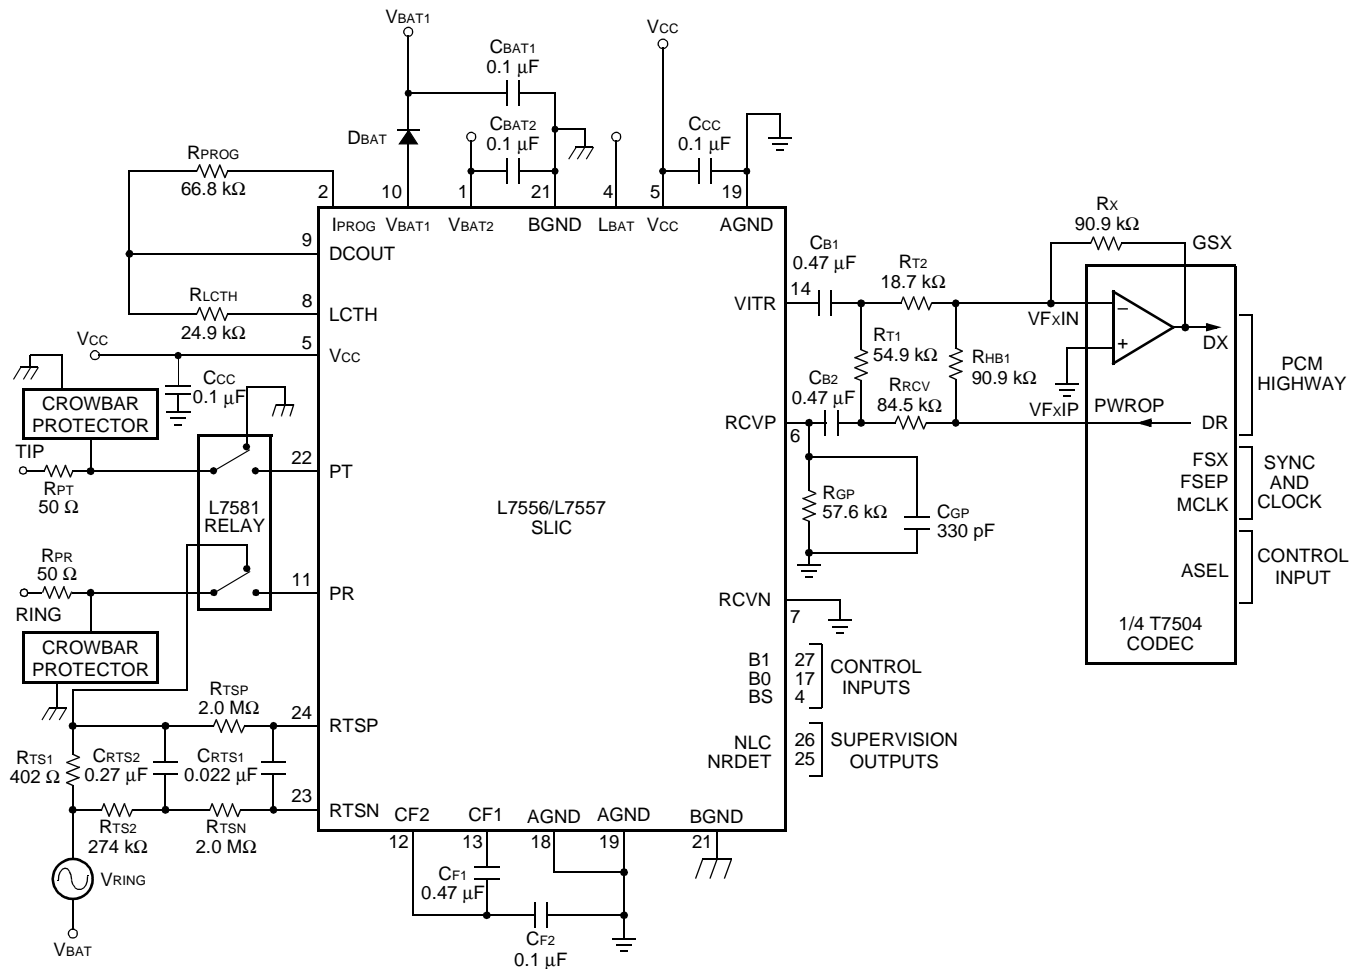 VBAT1
CBAT1
0.1 µF
VCC
DBAT
CBAT2
0.1 µF
CCC
0.1 µF
RPROG
66.8 kΩ
2
10
1
21
4
5
19
IPROG
VBAT1
VBAT2
BGND
LBAT
VCC
AGND
9
DCOUT
RLCTH
24.9 kΩ
8
LCTH
VCC
5
VCC
CCC
0.1 µF
CROWBAR
PROTECTOR
TIP
RPT
50 Ω
22
PT
L7581
RELAY
RPR
50 Ω
11
PR
RING
CROWBAR
PROTECTOR
RTSP
2.0 MΩ
24
RTSP
RTS1
402 Ω
CRTS2
0.27 µF
CRTS1
0.022 µF
23
RTSN
RTS2
274 kΩ
RTSN
2.0 MΩ
VRING
VBAT
L7556/L7557
SLIC
CF2
CF1
AGND
AGND
BGND
12
13
18
19
21
CF1
0.47 µF
CF2
0.1 µF
CB1
0.47 µF
VITR
14
RT2
18.7 kΩ
RT1
54.9 kΩ
RHB1
90.9 kΩ
CB2
0.47 µF
RRCV
84.5 kΩ
RCVP
6
RGP
57.6 kΩ
CGP
330 pF
RCVN
7
B1
27
B0
17
BS
4
CONTROL
INPUTS
NLC
26
NRDET
25
SUPERVISION
OUTPUTS
RX
90.9 kΩ
GSX
VFXIN
–
+
DX
VFXIP
PWROP
DR
PCM
HIGHWAY
FSX
FSEP
MCLK
SYNC
AND
CLOCK
ASEL
CONTROL
INPUT
1/4 T7504
CODEC